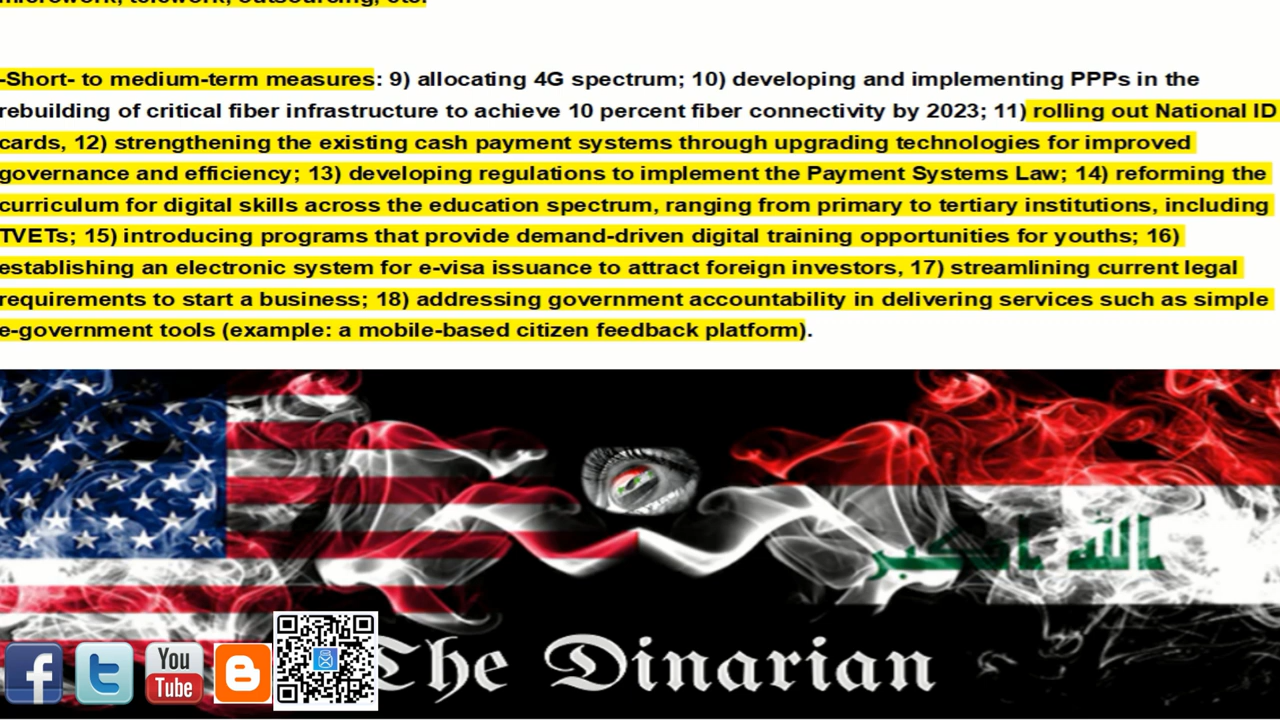 microwork, telework, outsourcing, etc.
-Short- to medium-term measures: 9) allocating 4G spectrum; 10) developing and implementing PPPs in the
rebuilding of critical fiber infrastructure to achieve 10 percent fiber connectivity by 2023; 11) rolling out National ID
cards, 12) strengthening the existing cash payment systems through upgrading technologies for improved
governance and efficiency; 13) developing regulations to implement the Payment Systems Law; 14) reforming the
curriculum for digital skills across the education spectrum, ranging from primary to tertiary institutions, including
TVETs; 15) introducing programs that provide demand-driven digital training opportunities for youths; 16)
establishing an electronic system for e-visa issuance to attract foreign investors, 17) streamlining current legal
requirements to start a business; 18) addressing government accountability in delivering services such as simple
e-government tools (example: a mobile-based citizen feedback platform).
الله اكبر
You
Tube
The Dinarian